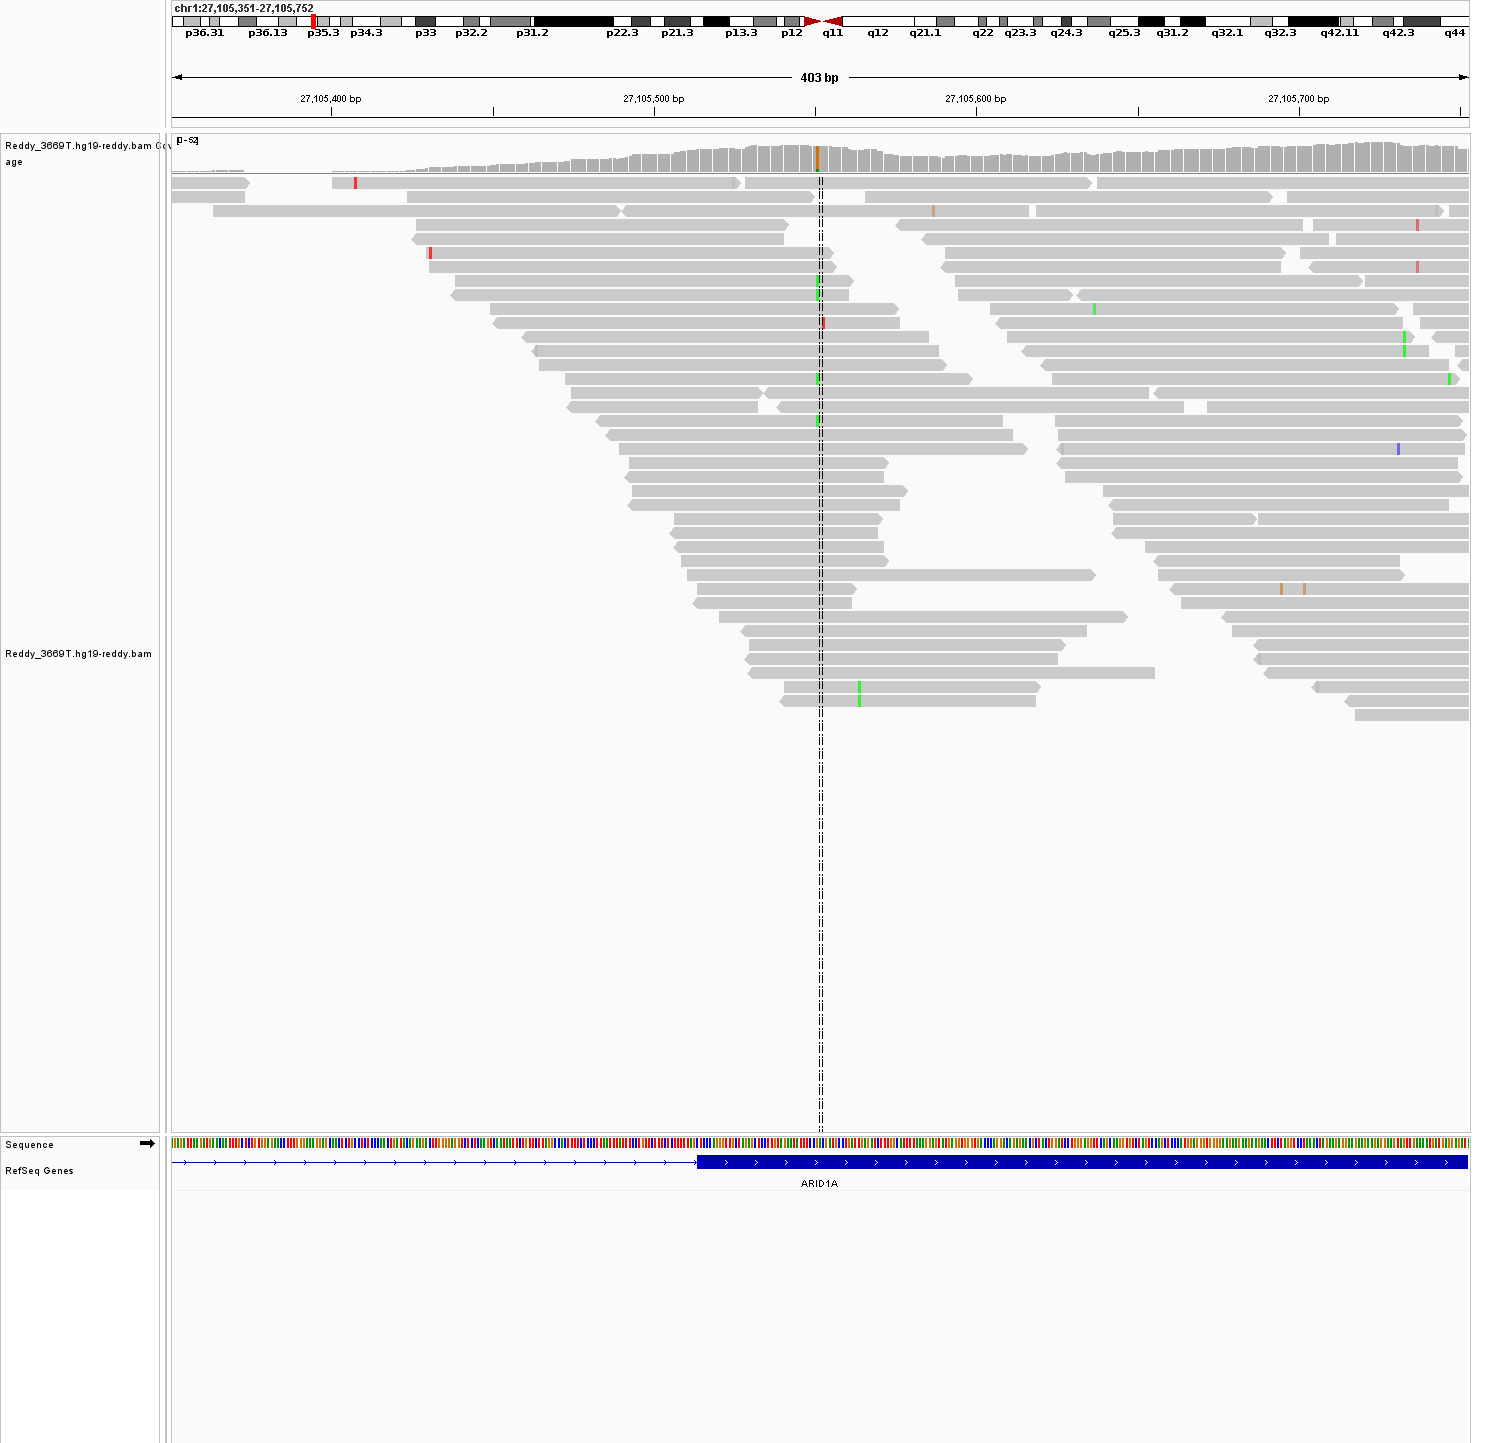 chr1:27,105,351-27,105,752
p36.31 p36.13 p35.3 p34.3 p33 p32.2 p31.2 p22.3 p21.3 p13.3 p12 q11 q12 q21.1 q22 q23.3 q24.3 q25.3 q31.2 q32.1 q32.3 q42.11 q42.3 q44
403 bp
27,105,400 bp 27,105,500 bp 27,105,600 bp 27,105,700 bp
[0-52]
Reddy_3669T.hg19-reddy.bam Cov
age
Reddy_3669T.hg19-reddy.bam
Sequence
RefSeq Genes
ARID1A